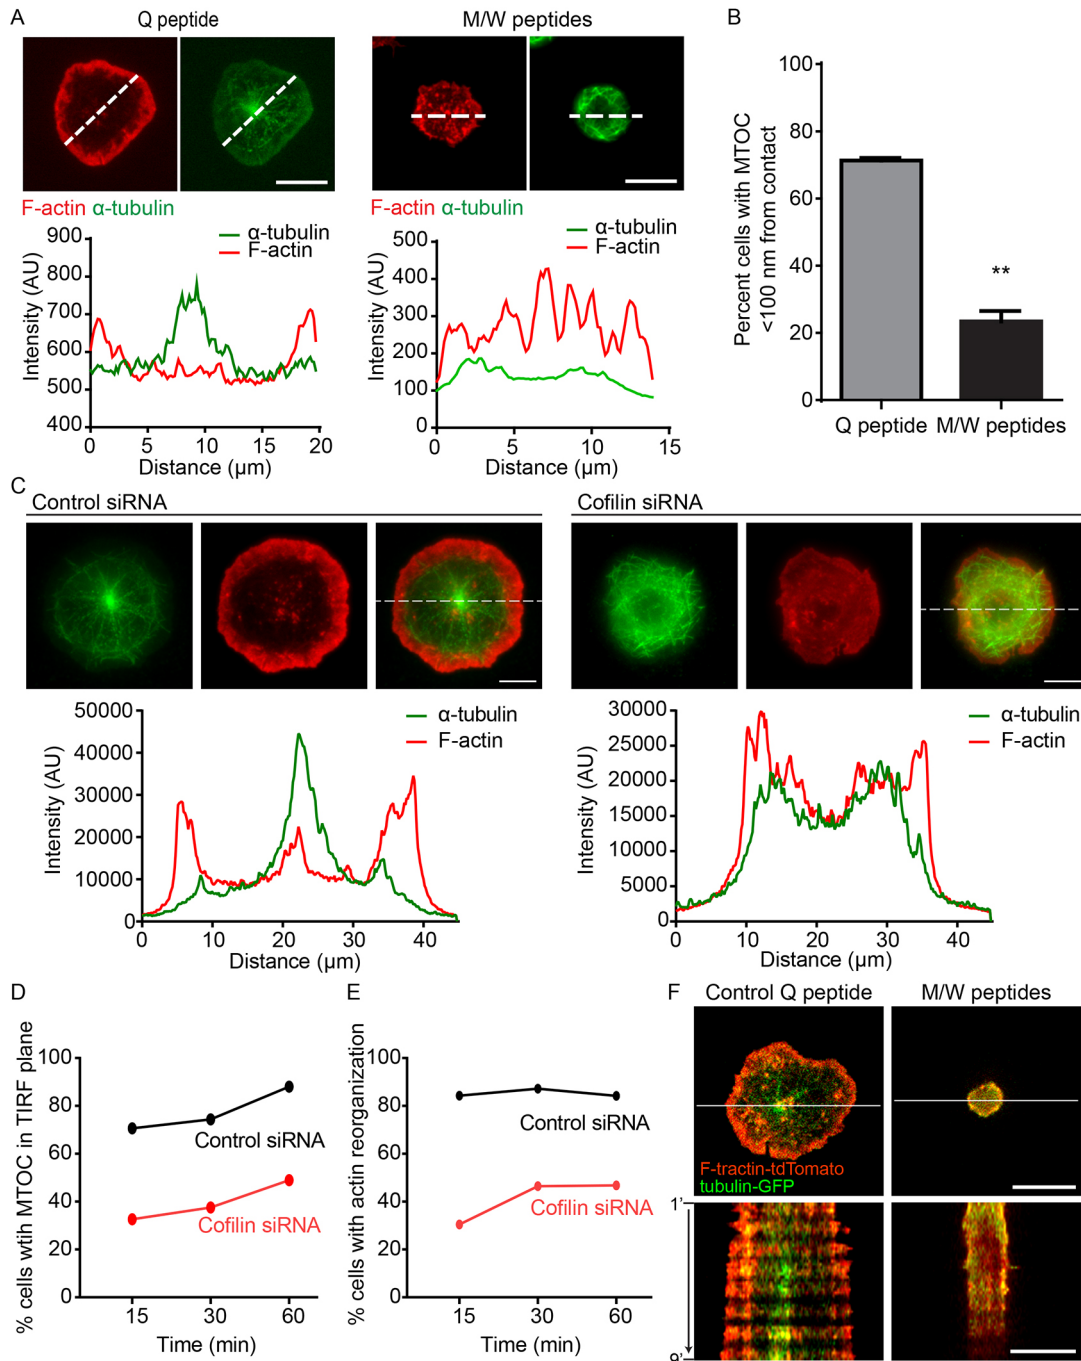 A
Q peptide
M/W peptides
F-actin α-tubulin
F-actin α-tubulin
α-tubulin
F-actin
Intensity (AU)
900
800
700
600
500
400
0
5
10
15
20
Distance (µm)
α-tubulin
F-actin
Intensity (AU)
500
400
300
200
100
0
0
5
10
15
Distance (µm)
B
Percent cells with MTOC
<100 nm from contact
100
80
60
40
20
0
**
Q peptide
M/W peptides
C
Control siRNA
Cofilin siRNA
α-tubulin
F-actin
Intensity (AU)
50000
40000
30000
20000
10000
0
0
10
20
30
40
Distance (µm)
α-tubulin
F-actin
Intensity (AU)
30000
25000
20000
15000
10000
5000
0
0
10
20
30
40
Distance (µm)
D
% cells wtih MTOC in TIRF plane
100
80
60
40
20
0
Control siRNA
Cofilin siRNA
15
30
60
Time (min)
E
% cells with actin reorganization
100
80
60
40
20
0
Control siRNA
Cofilin siRNA
15
30
60
Time (min)
F
Control Q peptide
M/W peptides
F-tractin-tdTomato
tubulin-GFP
1'
9'